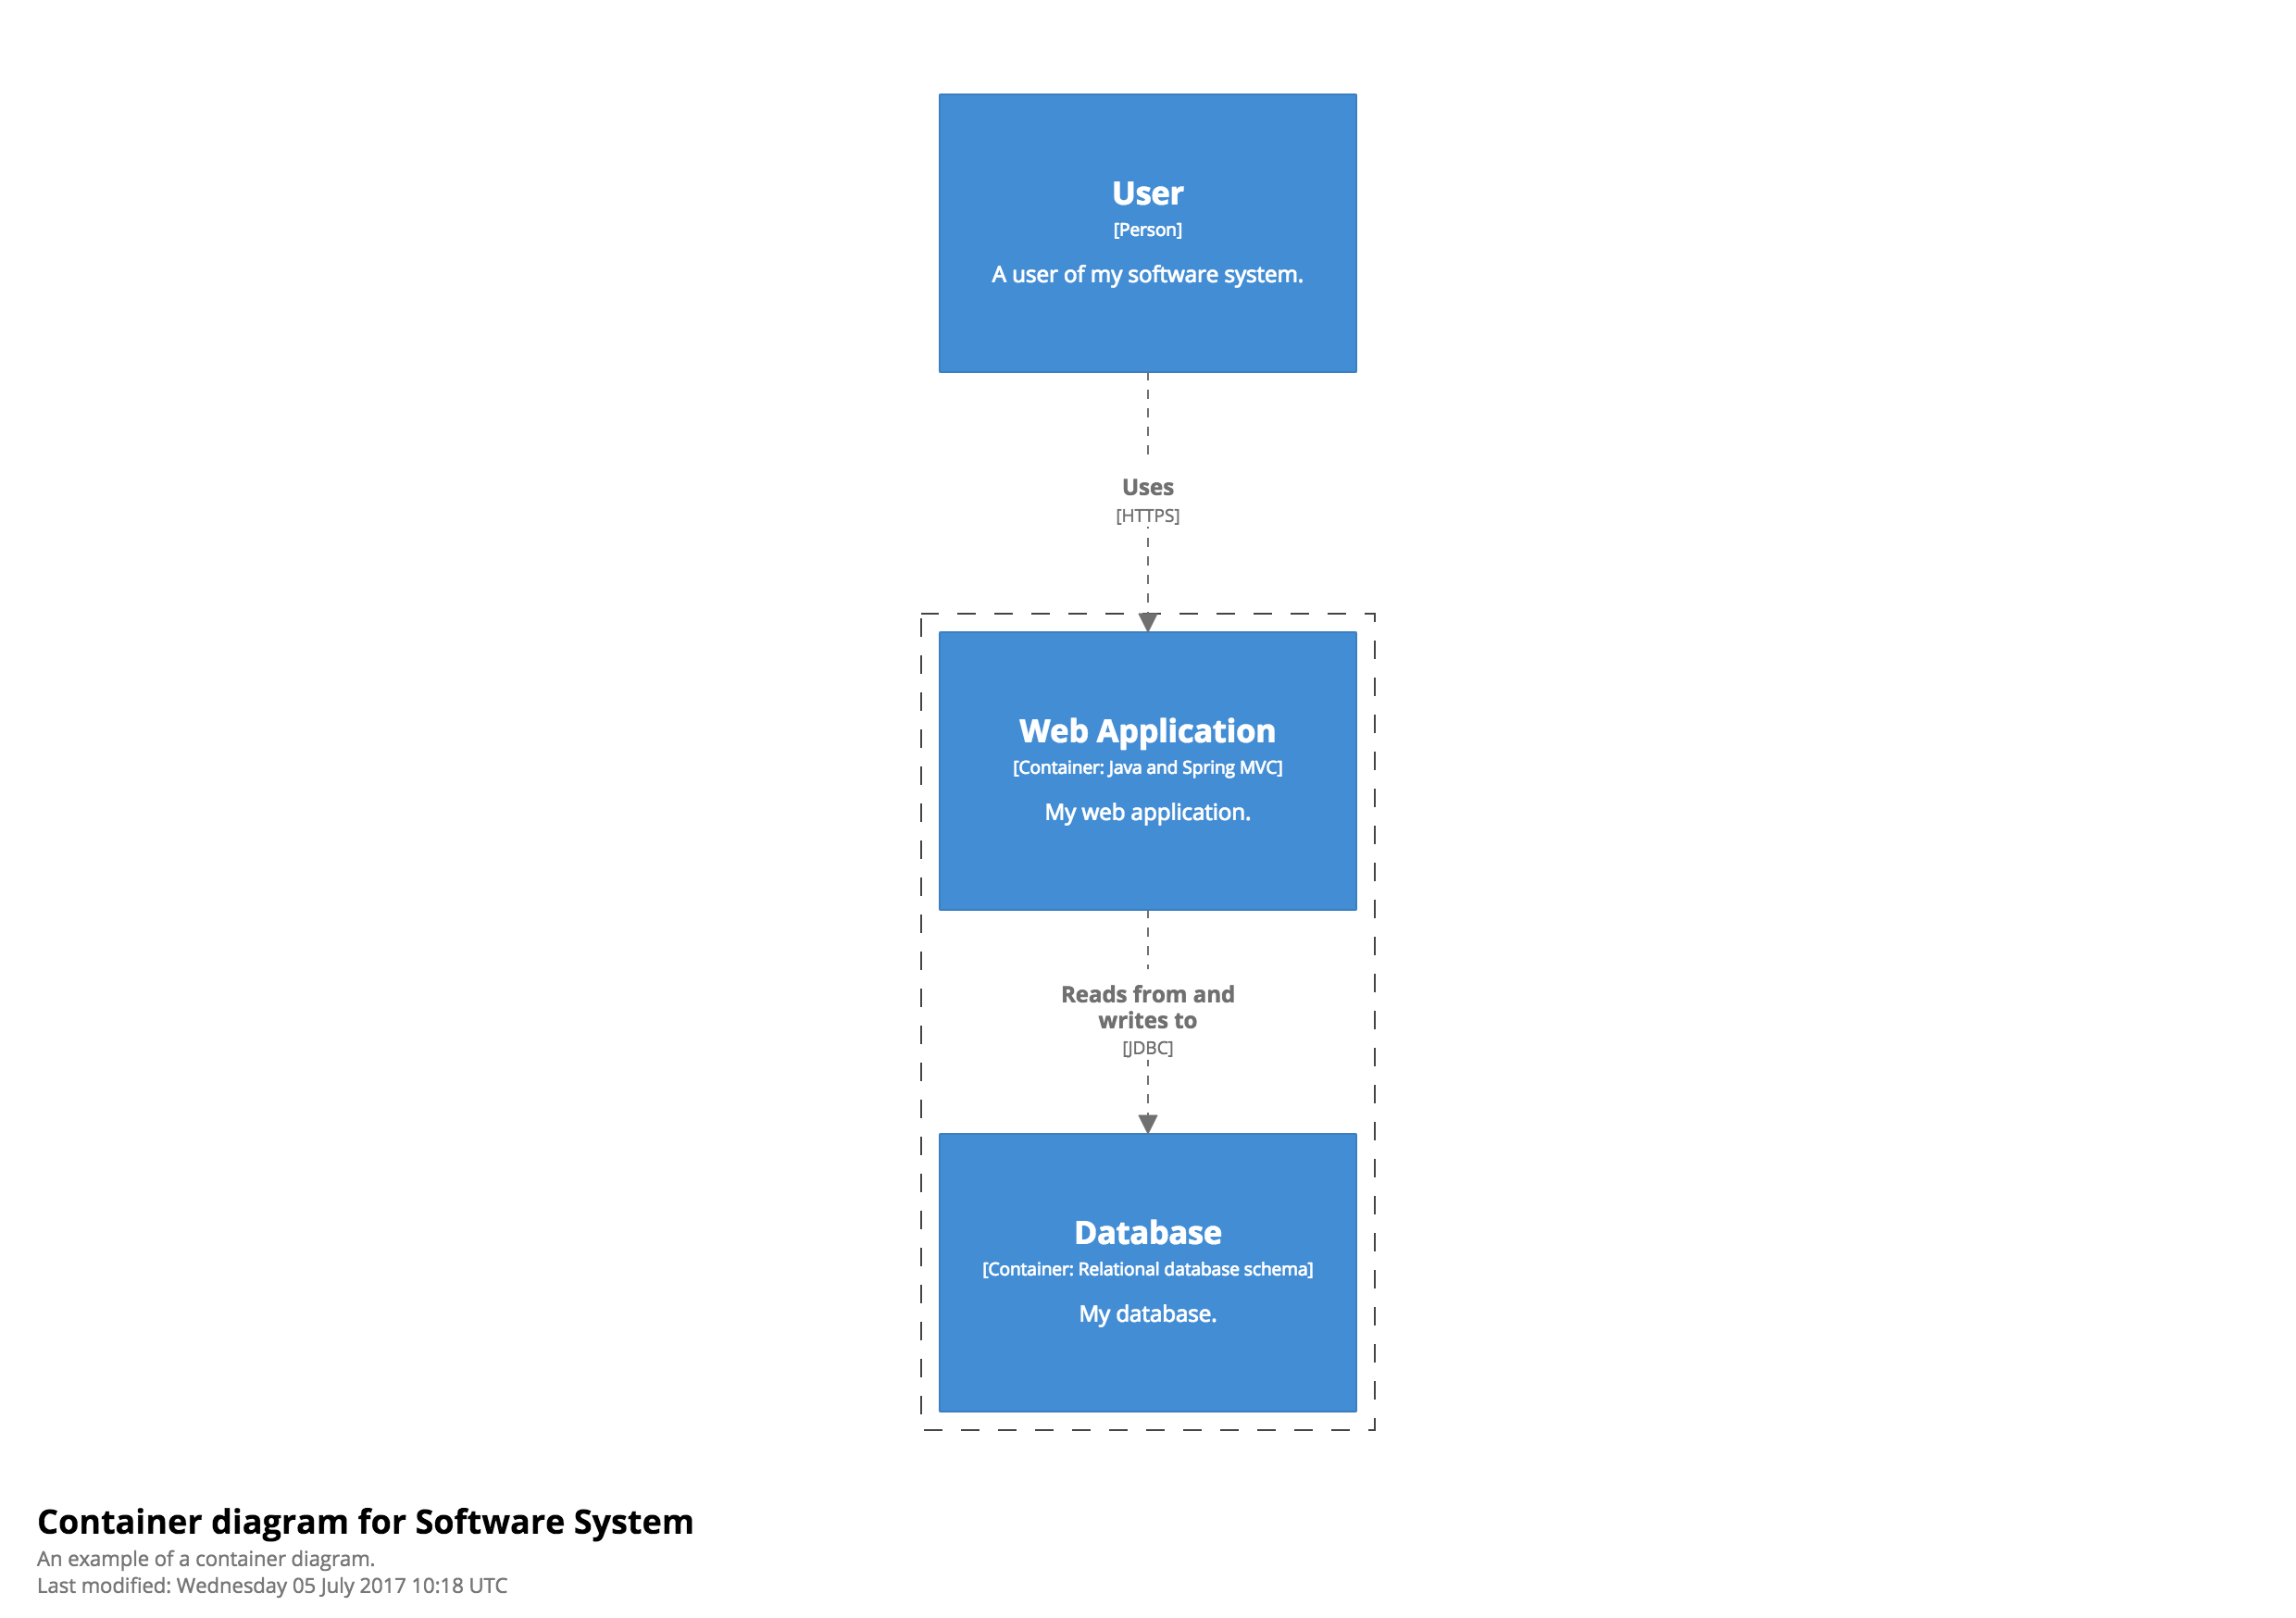 User
[Person]
A user of my software system.
Uses
[HTTPS]
Web Application
[Container: Java and Spring MVC]
My web application.
Reads from and
writes to
[JDBC]
Database
[Container: Relational database schema]
My database.
Container diagram for Software System
An example of a container diagram.
Last modified: Wednesday 05 July 2017 10:18 UTC